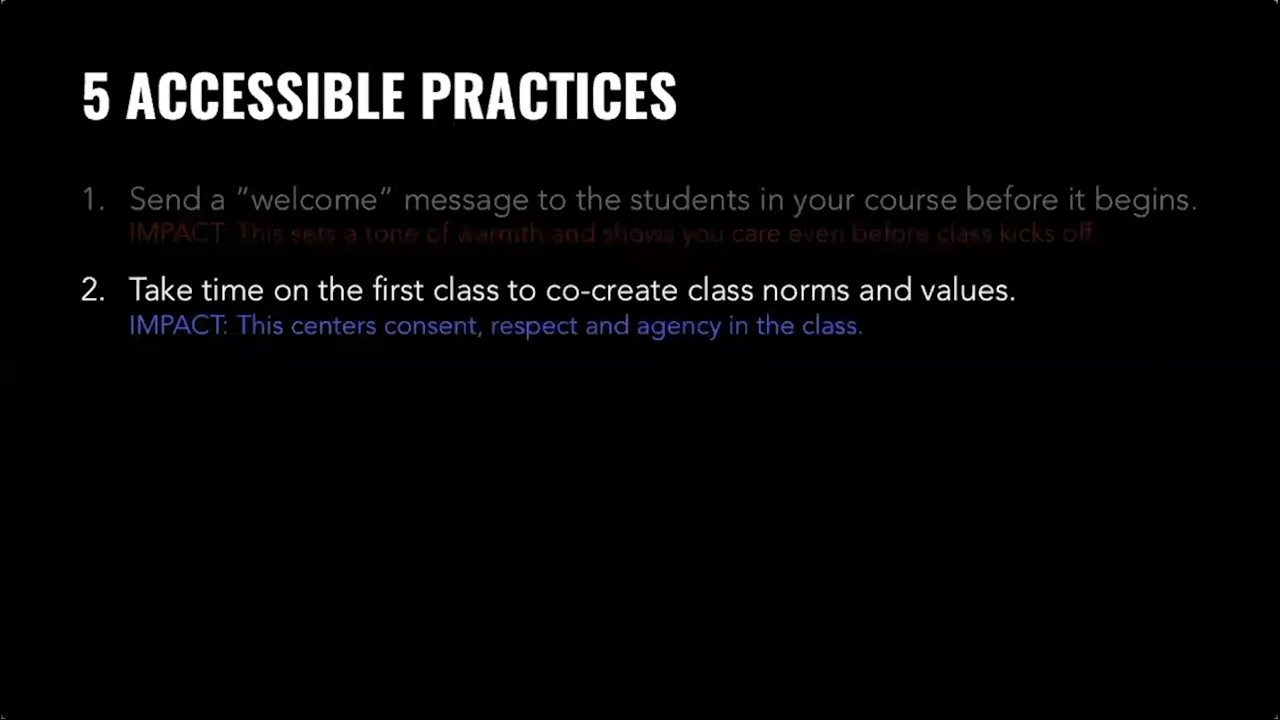 5 ACCESSIBLE PRACTICES
1. Send a “welcome” message to the students in your course before it begins.
IMPACT: This sets a tone of warmth and shows you care even before class kicks off.
2. Take time on the first class to co-create class norms and values.
IMPACT: This centers consent, respect and agency in the class.